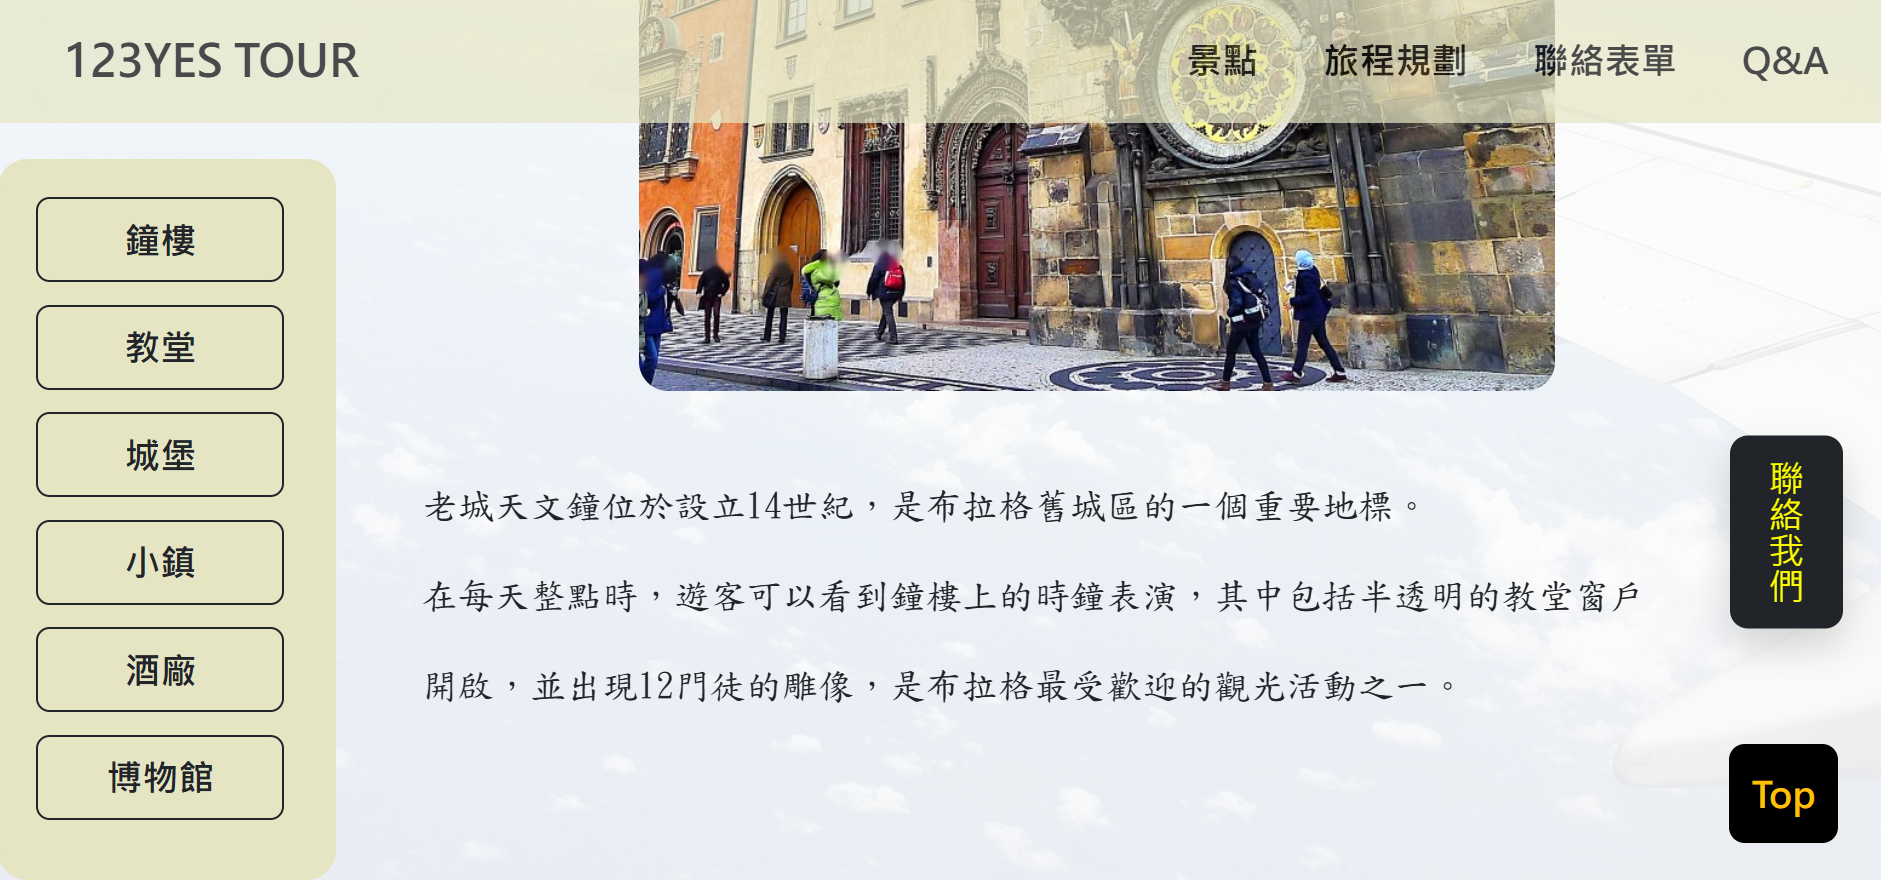 123YES TOUR
景點
旅程規劃
聯絡表單
Q&A
鐘樓
教堂
城堡
小鎮
酒廠
博物館
老城天文鐘位於設立14世紀，是布拉格舊城區的一個重要地標。
在每天整點時，遊客可以看到鐘樓上的時鐘表演，其中包括半透明的教堂窗戶
開啟，並出現12門徒的雕像，是布拉格最受歡迎的觀光活動之一。
聯絡我們
Top